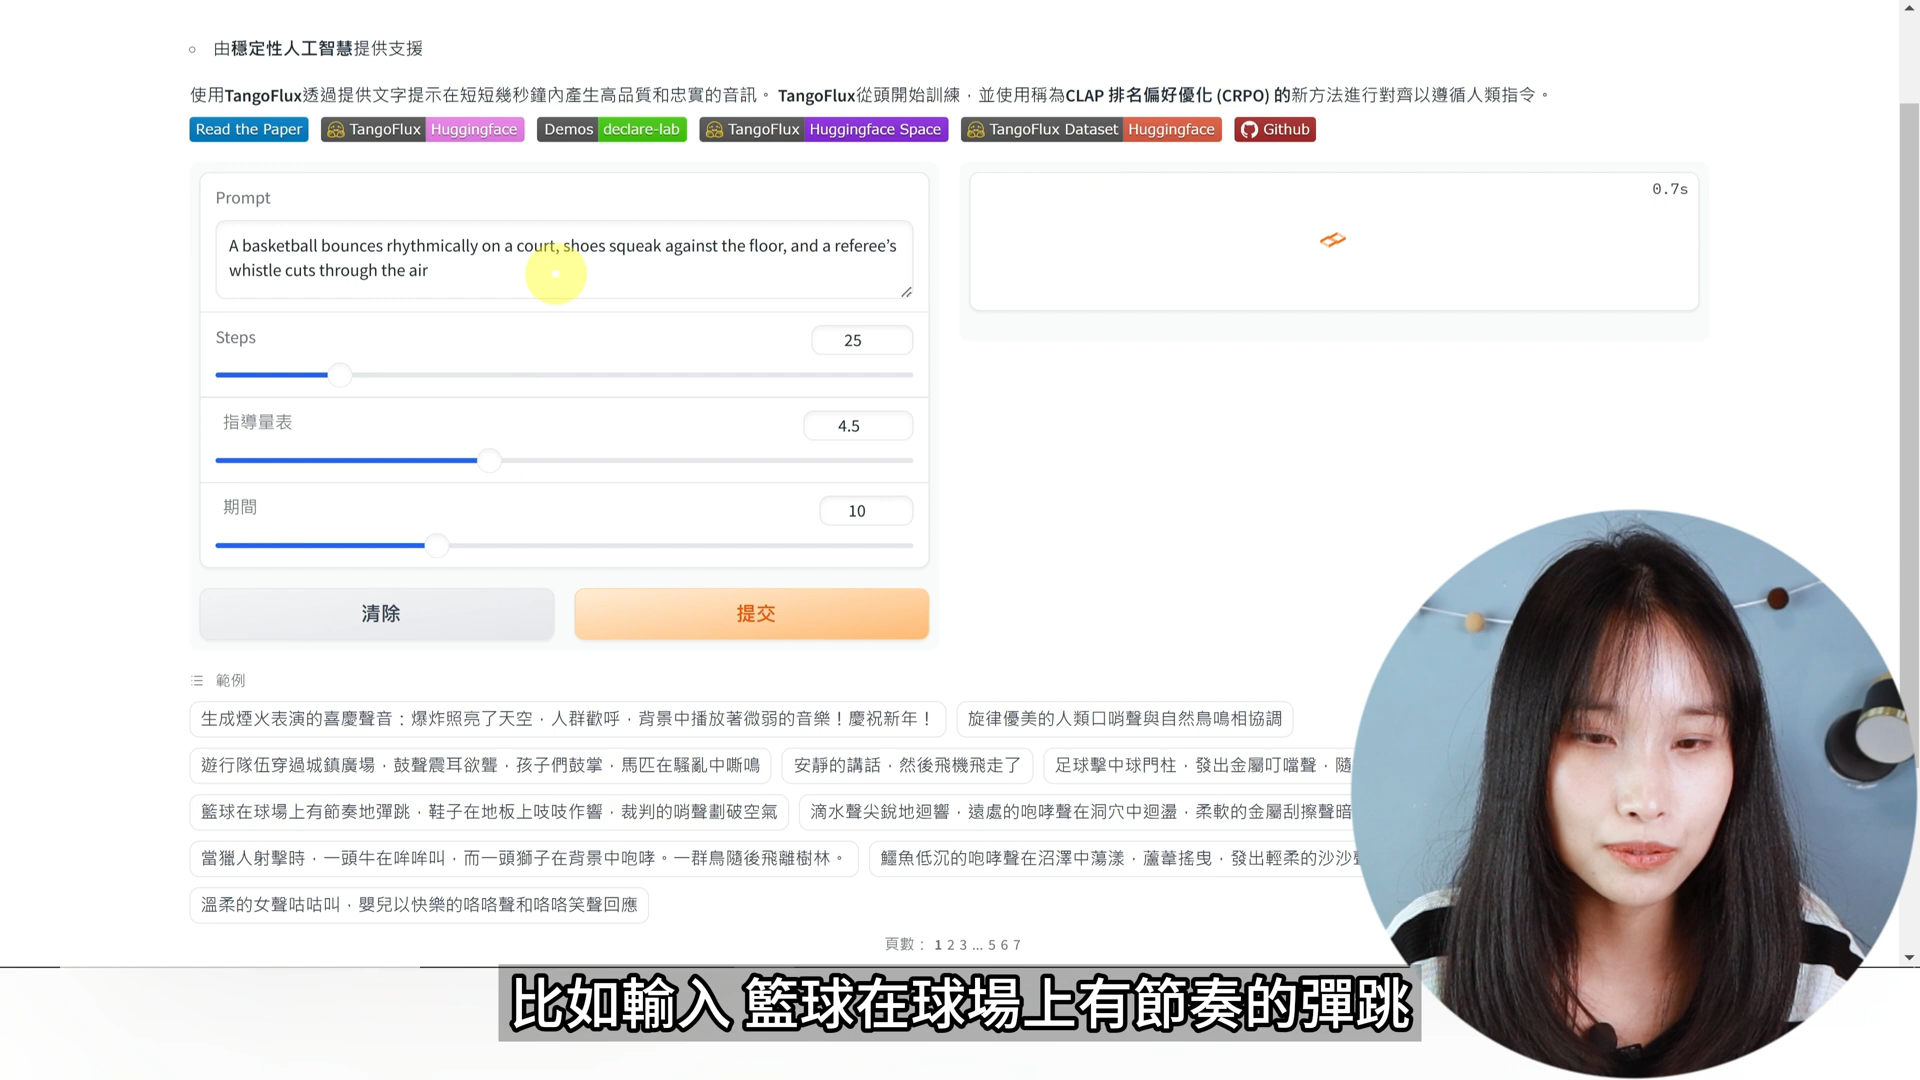 由穩定性人工智慧提供支援
使用TangoFlux透過提供文字提示在短短幾秒鐘內產生高品質和忠實的音訊。 TangoFlux從頭開始訓練，並使用稱為CLAP 排名偏好優化 (CRPO) 的新方法進行對齊以遵循人類指令。
Read the Paper TangoFlux Huggingface Demos declare-lab TangoFlux Huggingface Space TangoFlux Dataset Huggingface Github
Prompt
0.7s
A basketball bounces rhythmically on a court, shoes squeak against the floor, and a referee’s
whistle cuts through the air
Steps 25
指導量表 4.5
期間 10
清除 提交
範例
生成煙火表演的喜慶聲音：爆炸照亮了天空，人群歡呼，背景中播放著微弱的音樂！慶祝新年！ 旋律優美的人類口哨聲與自然鳥鳴相協調
遊行隊伍穿過城鎮廣場，鼓聲震耳欲聾，孩子們鼓掌，馬匹在騷亂中嘶鳴 安靜的講話，然後飛機飛走了 足球擊中球門柱，發出金屬叮噹聲，隨
籃球在球場上有節奏地彈跳，鞋子在地板上吱吱作響，裁判的哨聲劃破空氣 滴水聲尖銳地迴響，遠處的咆哮聲在洞穴中迴盪，柔軟的金屬刮擦聲暗
當獵人射擊時，一頭牛在哞哞叫，而一頭獅子在背景中咆哮。一群鳥隨後飛離樹林。 鱷魚低沉的咆哮聲在沼澤中蕩漾，蘆葦搖曳，發出輕柔的沙沙
溫柔的女聲咕咕叫，嬰兒以快樂的咯咯聲和咯咯笑聲回應
頁數： 1 2 3 ... 5 6 7
比如輸入 籃球在球場上有節奏的彈跳